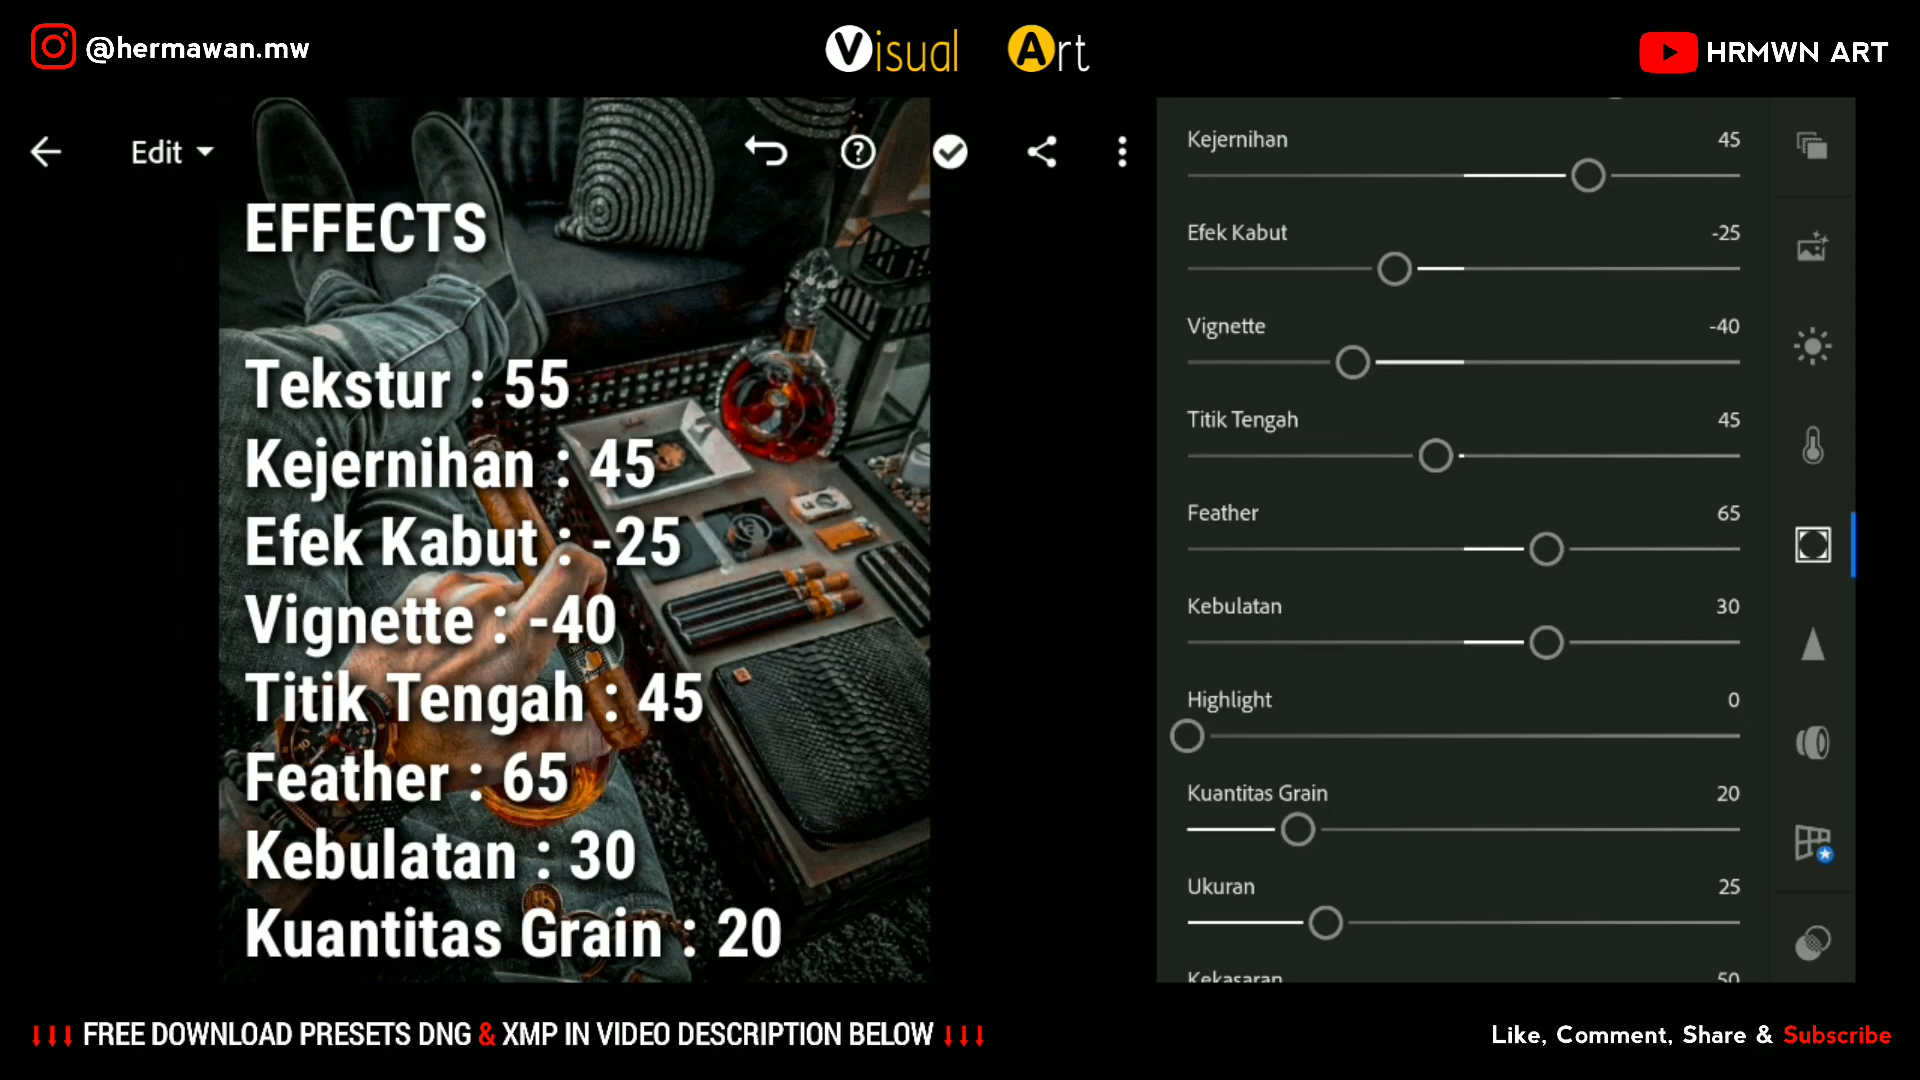 @hermawan.mw
Visual Art
HRMWN ART
Edit
EFFECTS
Tekstur : 55
Kejernihan : 45
Efek Kabut : -25
Vignette : -40
Titik Tengah : 45
Feather : 65
Kebulatan : 30
Kuantitas Grain : 20
Kejernihan 45
Efek Kabut -25
Vignette -40
Titik Tengah 45
Feather 65
Kebulatan 30
Highlight 0
Kuantitas Grain 20
Ukuran 25
Kekasaran 50
↓↓↓ FREE DOWNLOAD PRESETS DNG & XMP IN VIDEO DESCRIPTION BELOW ↓↓↓
Like, Comment, Share & Subscribe